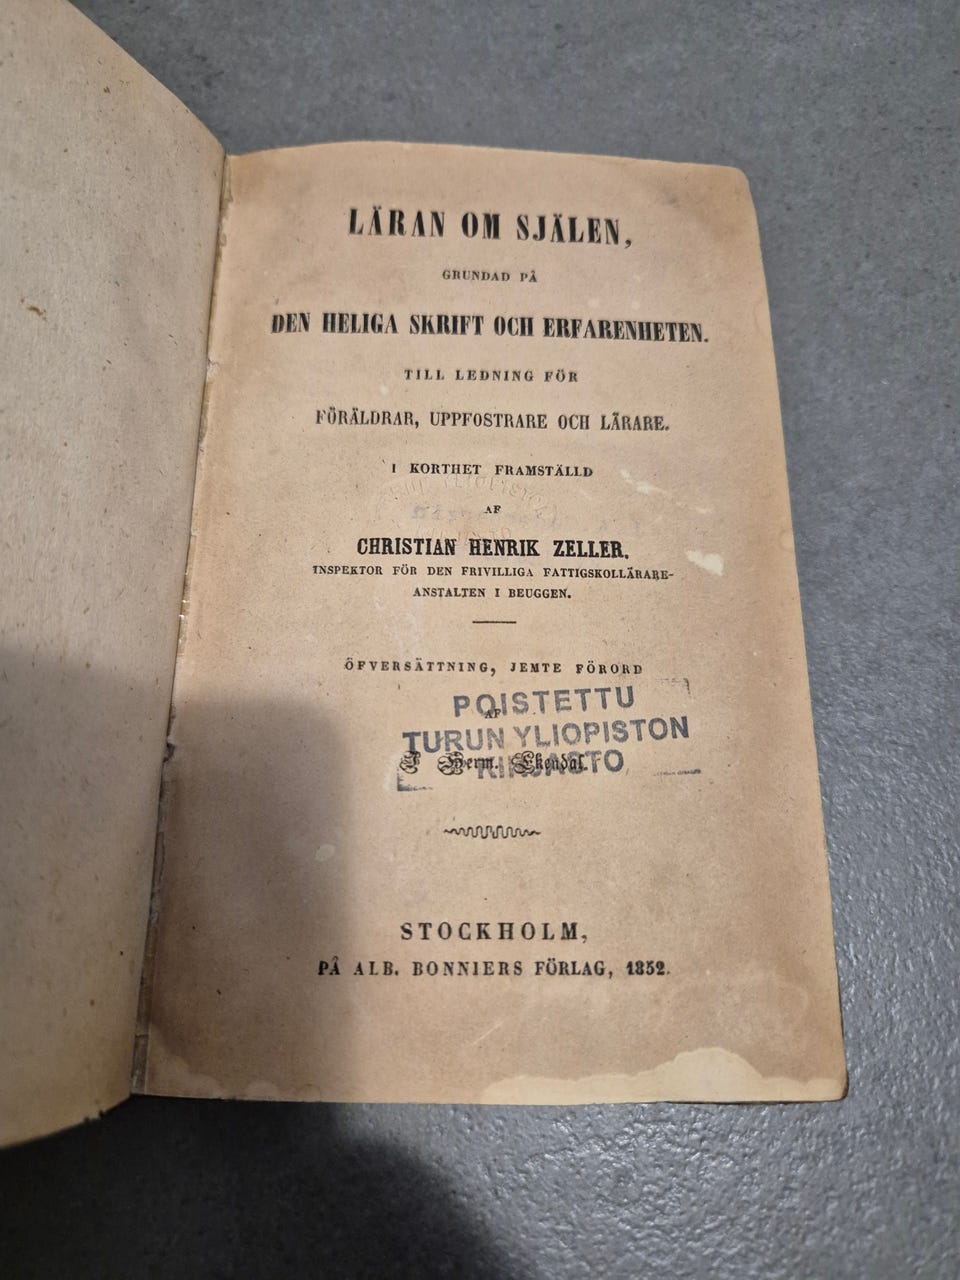 LÄRAN OM SJÄLEN,
GRUNDAD PÅ
DEN HELIGA SKRIFT OCH ERFARENHETEN.
TILL LEDNING FÖR
FÖRÄLDRAR, UPPFOSTRARE OCH LÄRARE.
I KORTHET FRAMSTÄLLD
AF
CHRISTIAN HENRIK ZELLER,
INSPEKTOR FÖR DEN FRIVILLIGA FATTIGSKOLLÄRARE-
ANSTALTEN I BEUGGEN.
ÖFVERSÄTTNING, JEMTE FÖRORD
AF
POISTETTU
TURUN YLIOPISTON
KIRJASTO
Herm. Ekendal.
STOCKHOLM,
PÅ ALB. BONNIERS FÖRLAG, 1852.